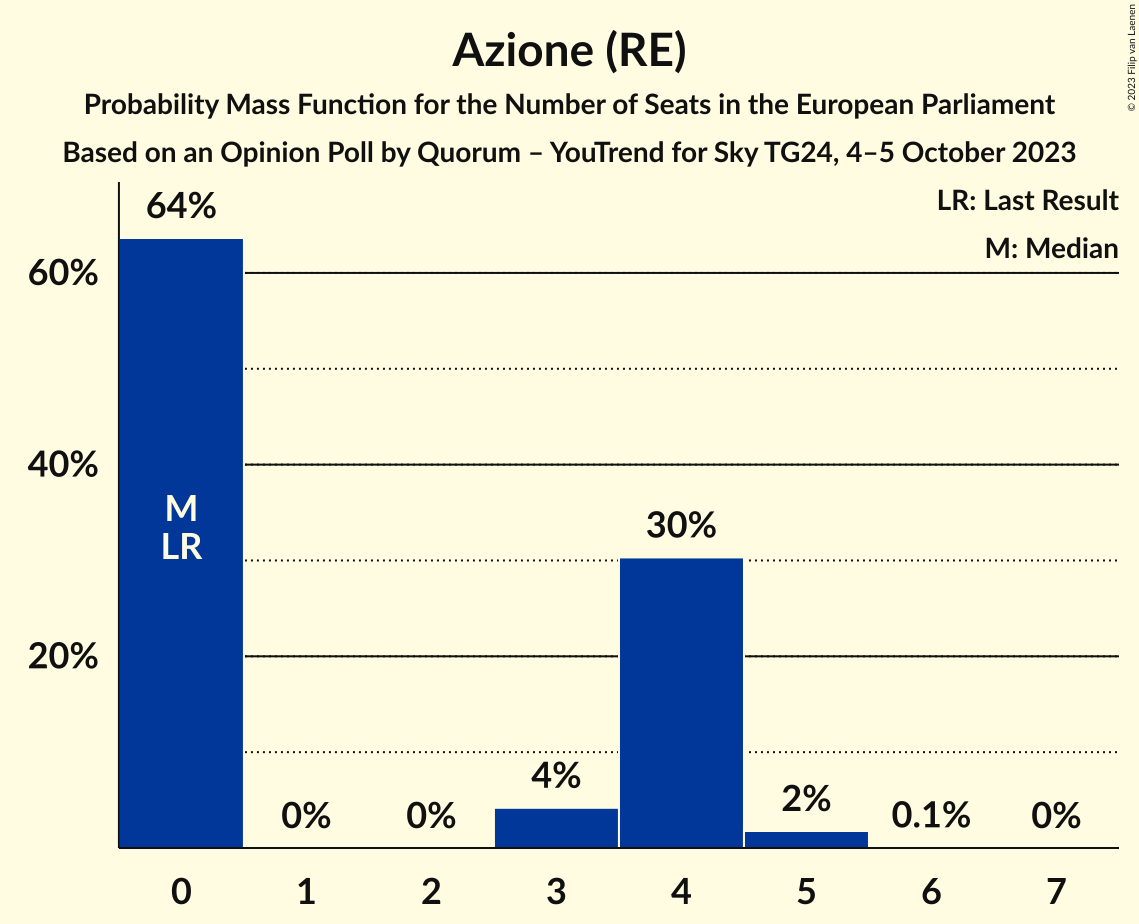 Azione (RE)
Probability Mass Function for the Number of Seats in the European Parliament
Based on an Opinion Poll by Quorum – YouTrend for Sky TG24, 4–5 October 2023
© 2023 Filip van Laenen
LR: Last Result
M: Median
60%
40%
20%
64%
0%
0%
4%
30%
2%
0.1%
0%
M
LR
0
1
2
3
4
5
6
7